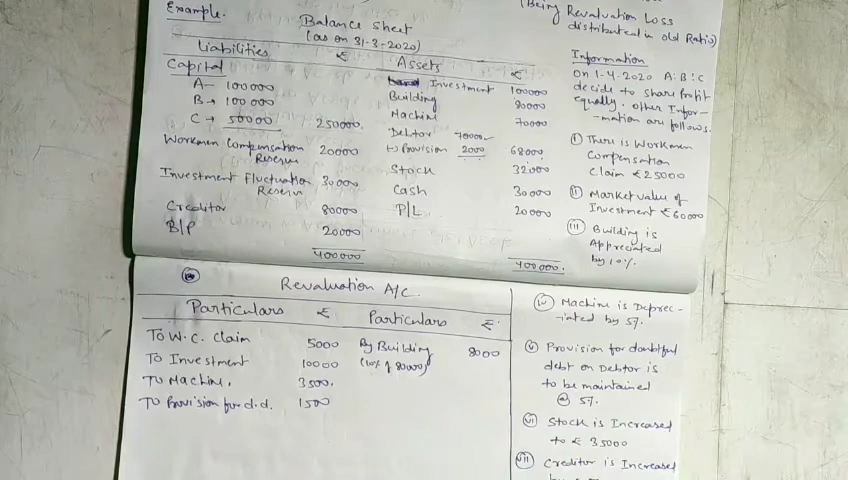 Example.
(Being Revaluation Loss
distributed in old Ratio)
Balance Sheet
(as on 31-3-2020)
Liabilities ₹ Assets ₹
Capital
A- 100000
B→ 100000
C→ 50000 250000
Workmen Compensation
Reserve 20000
Investment Fluctuation
Reserve 30000
Creditor 80000
B/P 20000
400000
Investment 100000
Building 80000
Machine 70000
Debtor 70000
(-) Provision 2000 68000
Stock 32000
Cash 30000
P/L 20000
400000.
Information
On 1-4-2020 A:B:C
decide to share Profit
equally. Other Infor-
-mation are follows.
(i) There is Workmen
Compensation
Claim ₹ 25000
(ii) Market value of
Investment ₹ 60000
(iii) Building is
Appreciated
by 10%.
Revaluation A/C.
Particulars ₹ Particulars ₹
To W.C. Claim 5000 By Building 8000
To Investment 10000 (10% of 80000)
To Machine. 3500.
To Provision for d.d. 1500
(iv) Machine is Deprec-
-iated by 5%.
(v) Provision for doubtful
debt on Debtor is
to be maintained
@ 5%.
(vi) Stock is Increased
to ₹ 35000
(vii) Creditor is Increased